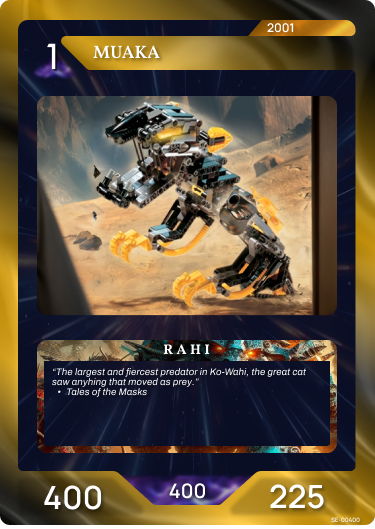 2001
1
MUAKA
RAHI
"The largest and fiercest predator in Ko-Wahi, the great cat
saw anyhing that moved as prey."
• Tales of the Masks
400
400
225
SE-00400